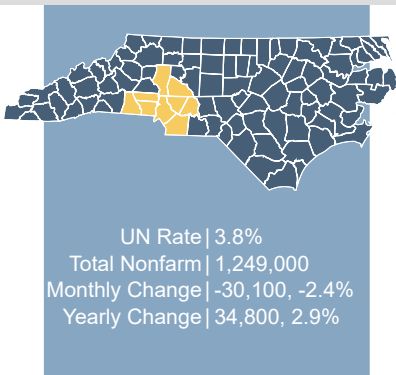 UN Rate| 3.8%
Total Nonfarm| 1,249,000
Monthly Change| -30,100, -2.4%
Yearly Change| 34,800, 2.9%